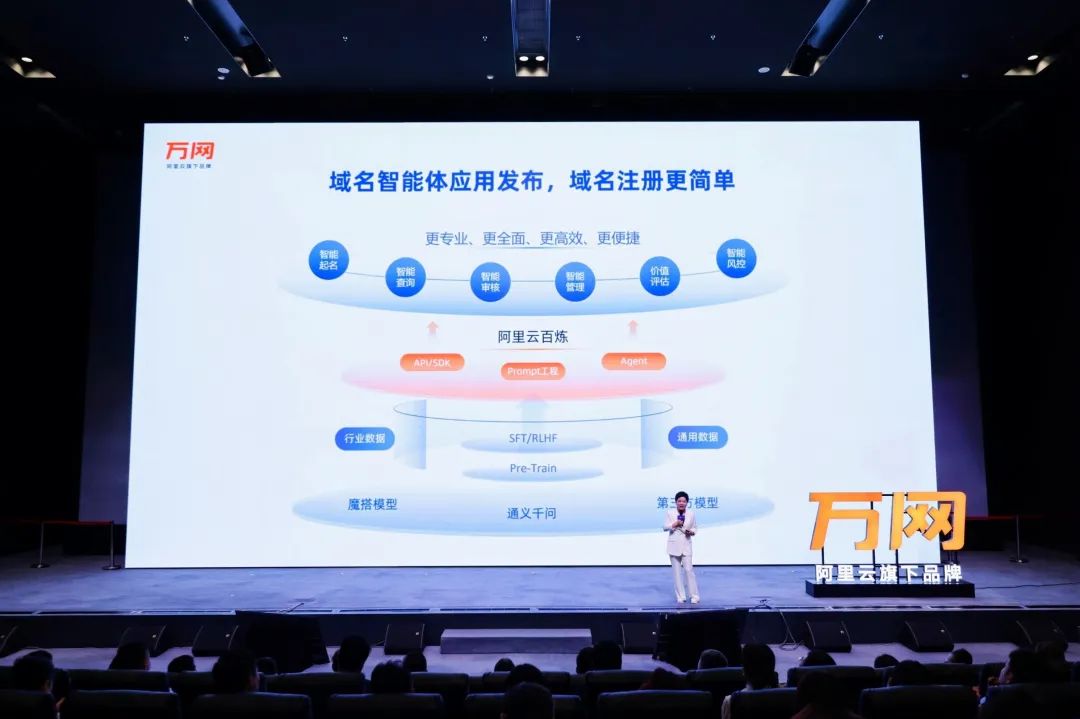 万网
阿里云旗下品牌
域名智能体应用发布，域名注册更简单
更专业、更全面、更高效、更便捷
智能
起名
智能
查询
智能
审核
智能
管理
价值
评估
智能
风控
阿里云百炼
API/SDK
Prompt工程
Agent
行业数据
SFT/RLHF
通用数据
Pre-Train
魔搭模型
通义千问
第三方模型
万网
阿里云旗下品牌